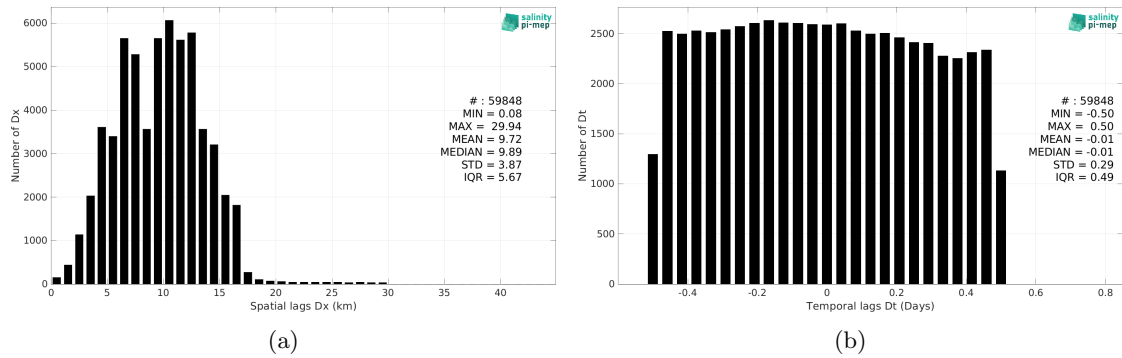 6000
5000
4000
3000
2000
1000
0
Number of Dx
salinity
pi-mep
# : 59848
MIN = 0.08
MAX = 29.94
MEAN = 9.72
MEDIAN = 9.89
STD = 3.87
IQR = 5.67
0 5 10 15 20 25 30 35 40
Spatial lags Dx (km)
(a)
2500
2000
1500
1000
500
0
Number of Dt
salinity
pi-mep
# : 59848
MIN = -0.50
MAX = 0.50
MEAN = -0.01
MEDIAN = -0.01
STD = 0.29
IQR = 0.49
-0.4 -0.2 0 0.2 0.4 0.6 0.8
Temporal lags Dt (Days)
(b)